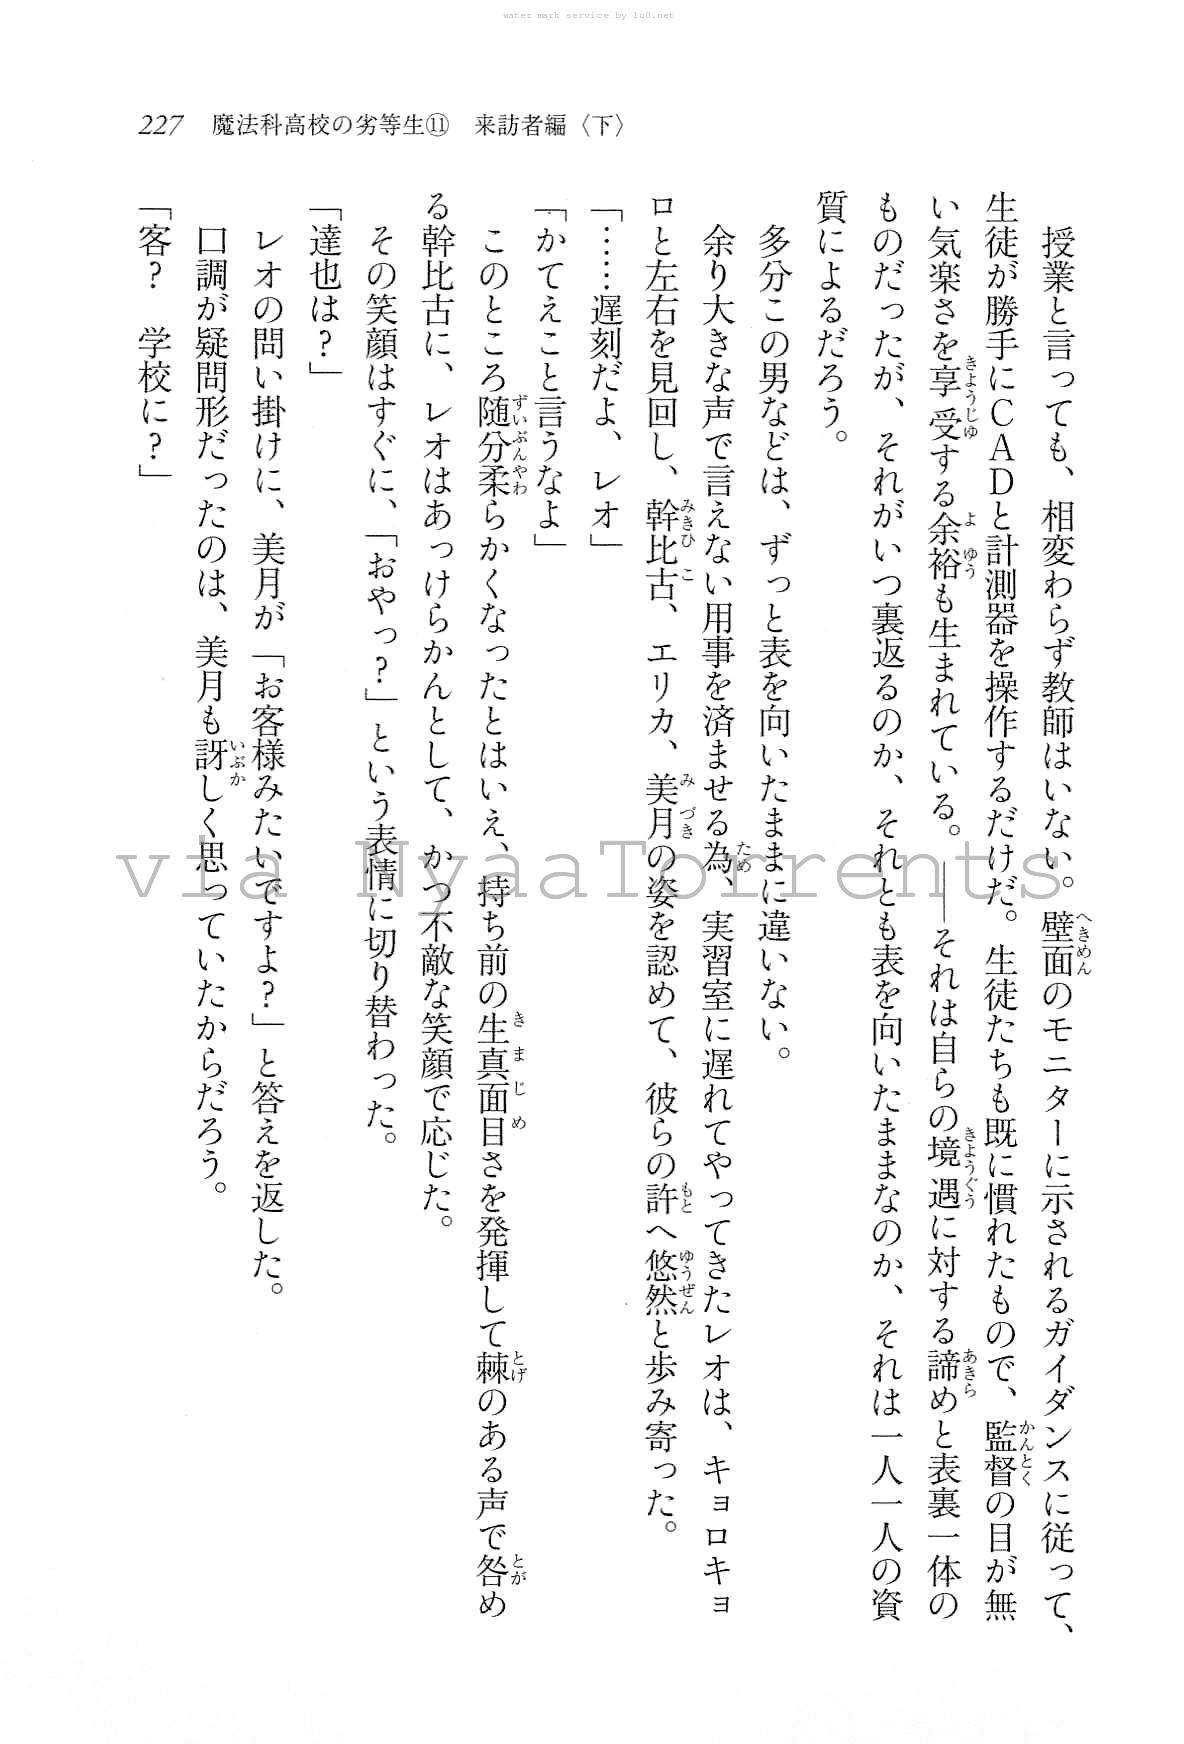 water mark service by 1u0.net
227 魔法科高校の劣等生⑪ 来訪者編〈下〉
授業と言っても、相変わらず教師はいない。壁面のモニターに示されるガイダンスに従って、
生徒が勝手にＣＡＤと計測器を操作するだけだ。生徒たちも既に慣れたもので、監督の目が無
い気楽さを享受する余裕も生まれている。――それは自らの境遇に対する諦めと表裏一体の
ものだったが、それがいつ裏返るのか、それとも表を向いたままなのか、それは一人一人の資
質によるだろう。
多分この男などは、ずっと表を向いたままに違いない。
余り大きな声で言えない用事を済ませる為、実習室に遅れてやってきたレオは、キョロキョ
ロと左右を見回し、幹比古、エリカ、美月の姿を認めて、彼らの許へ悠然と歩み寄った。
「……遅刻だよ、レオ」
「かてえこと言うなよ」
このところ随分柔らかくなったとはいえ、持ち前の生真面目さを発揮して棘のある声で咎め
る幹比古に、レオはあっけらかんとして、かつ不敵な笑顔で応じた。
その笑顔はすぐに、「おやっ？」という表情に切り替わった。
「達也は？」
レオの問い掛けに、美月が「お客様みたいですよ？」と答えを返した。
口調が疑問形だったのは、美月も訝しく思っていたからだろう。
「客？　学校に？」
via NyaaTorrents